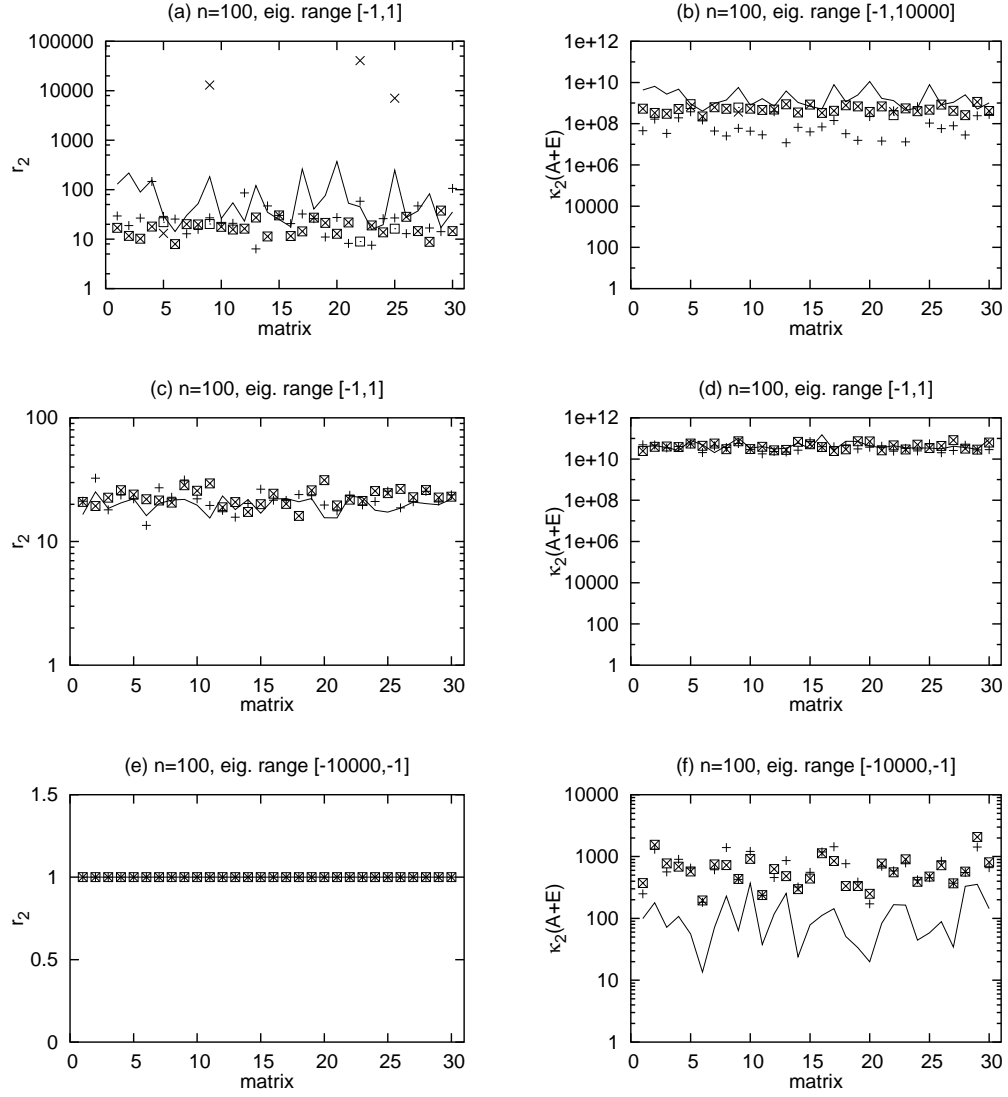 (a) n=100, eig. range [-1,1]
100000
10000
1000
100
10
1
r2
0 5 10 15 20 25 30
matrix
(b) n=100, eig. range [-1,10000]
1e+12
1e+10
1e+08
1e+06
10000
100
1
κ2(A+E)
0 5 10 15 20 25 30
matrix
(c) n=100, eig. range [-1,1]
100
10
1
r2
0 5 10 15 20 25 30
matrix
(d) n=100, eig. range [-1,1]
1e+12
1e+10
1e+08
1e+06
10000
100
1
κ2(A+E)
0 5 10 15 20 25 30
matrix
(e) n=100, eig. range [-10000,-1]
1.5
1
0.5
0
r2
0 5 10 15 20 25 30
matrix
(f) n=100, eig. range [-10000,-1]
10000
1000
100
10
1
κ2(A+E)
0 5 10 15 20 25 30
matrix